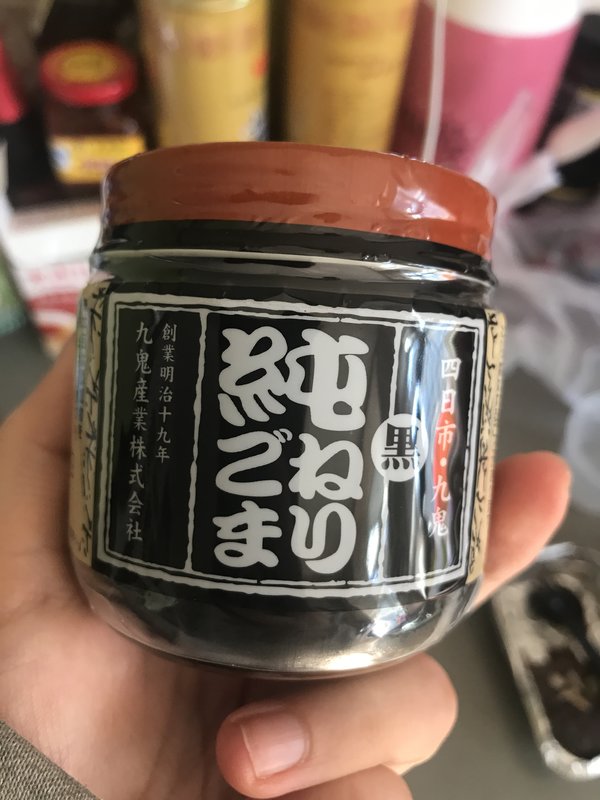 四日市・九鬼
黒
純
ねり
ごま
創業明治十九年
九鬼産業株式会社